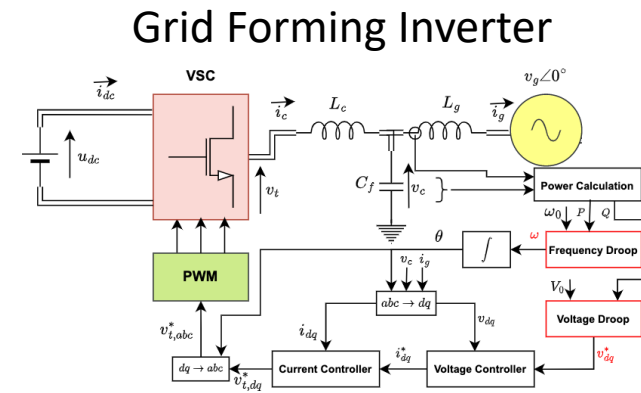 Grid Forming Inverter
VSC
v_g∠0°
i_dc
i_c
L_c
L_g
i_g
u_dc
v_t
C_f
v_c
}
Power Calculation
ω_0
P
Q
θ
ω
∫
Frequency Droop
v_c i_g
PWM
V_0
abc → dq
Voltage Droop
v*_t,abc
i_dq
v_dq
dq → abc
v*_t,dq
Current Controller
i*_dq
Voltage Controller
v*_dq